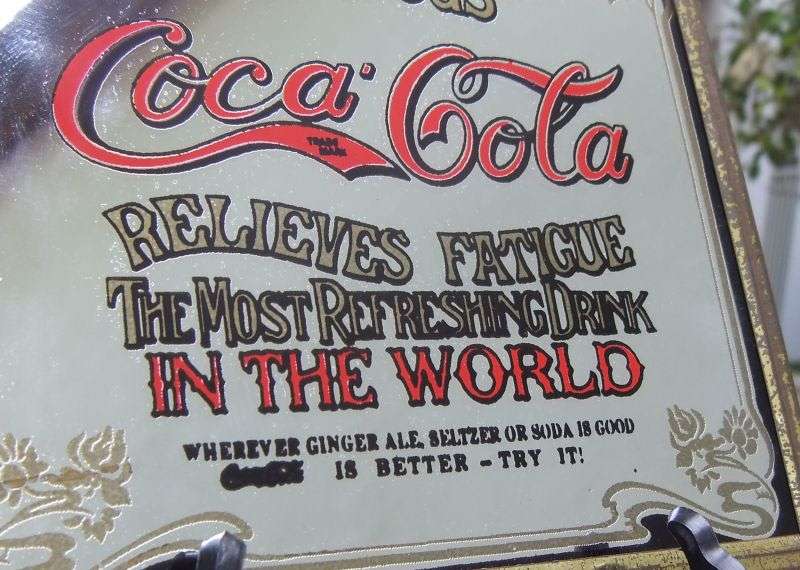 Coca-Cola
TRADE
MARK
RELIEVES FATIGUE
THE MOST REFRESHING DRINK
IN THE WORLD
WHEREVER GINGER ALE, SELTZER OR SODA IS GOOD
IS BETTER - TRY IT!